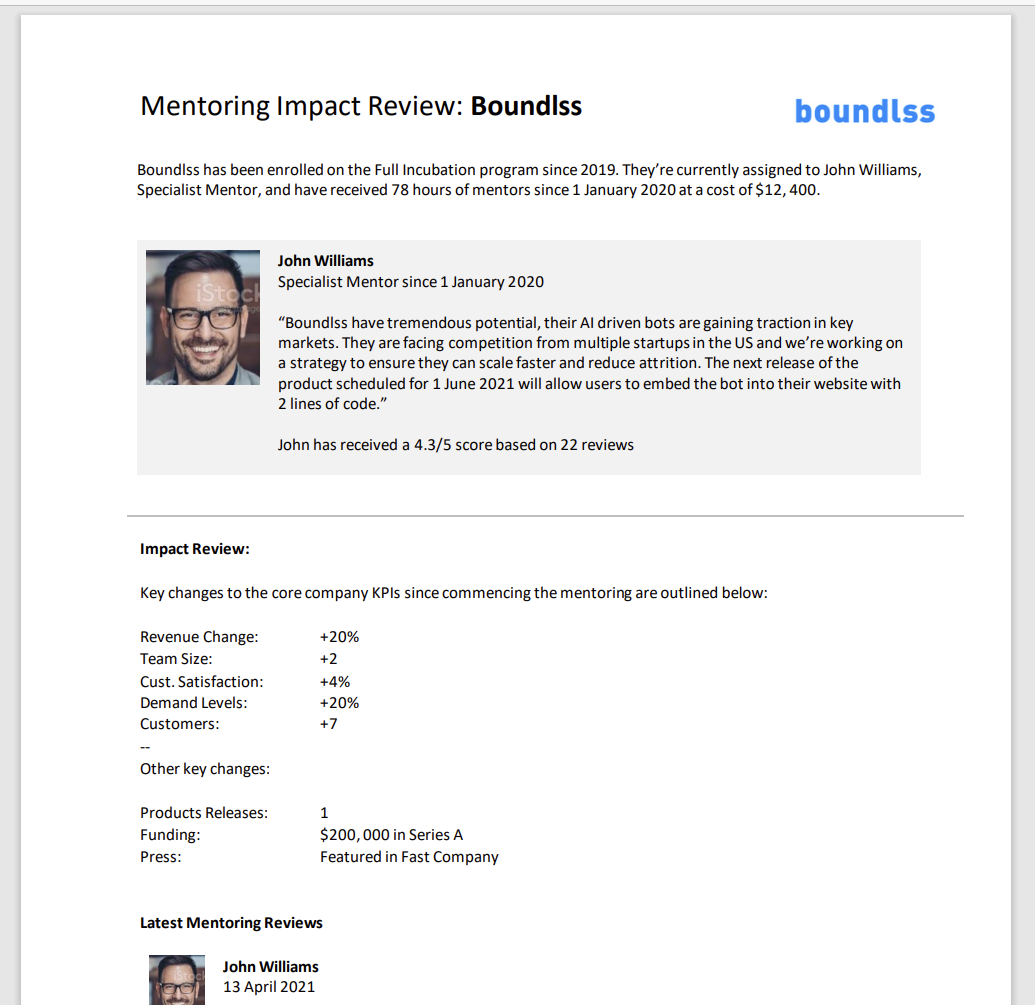 Mentoring Impact Review: Boundlss
boundlss
Boundlss has been enrolled on the Full Incubation program since 2019. They’re currently assigned to John Williams,
Specialist Mentor, and have received 78 hours of mentors since 1 January 2020 at a cost of $12, 400.
iStock
John Williams
Specialist Mentor since 1 January 2020
“Boundlss have tremendous potential, their AI driven bots are gaining traction in key
markets. They are facing competition from multiple startups in the US and we’re working on
a strategy to ensure they can scale faster and reduce attrition. The next release of the
product scheduled for 1 June 2021 will allow users to embed the bot into their website with
2 lines of code.”
John has received a 4.3/5 score based on 22 reviews
Impact Review:
Key changes to the core company KPIs since commencing the mentoring are outlined below:
Revenue Change: +20%
Team Size: +2
Cust. Satisfaction: +4%
Demand Levels: +20%
Customers: +7
--
Other key changes:
Products Releases: 1
Funding: $200, 000 in Series A
Press: Featured in Fast Company
Latest Mentoring Reviews
John Williams
13 April 2021